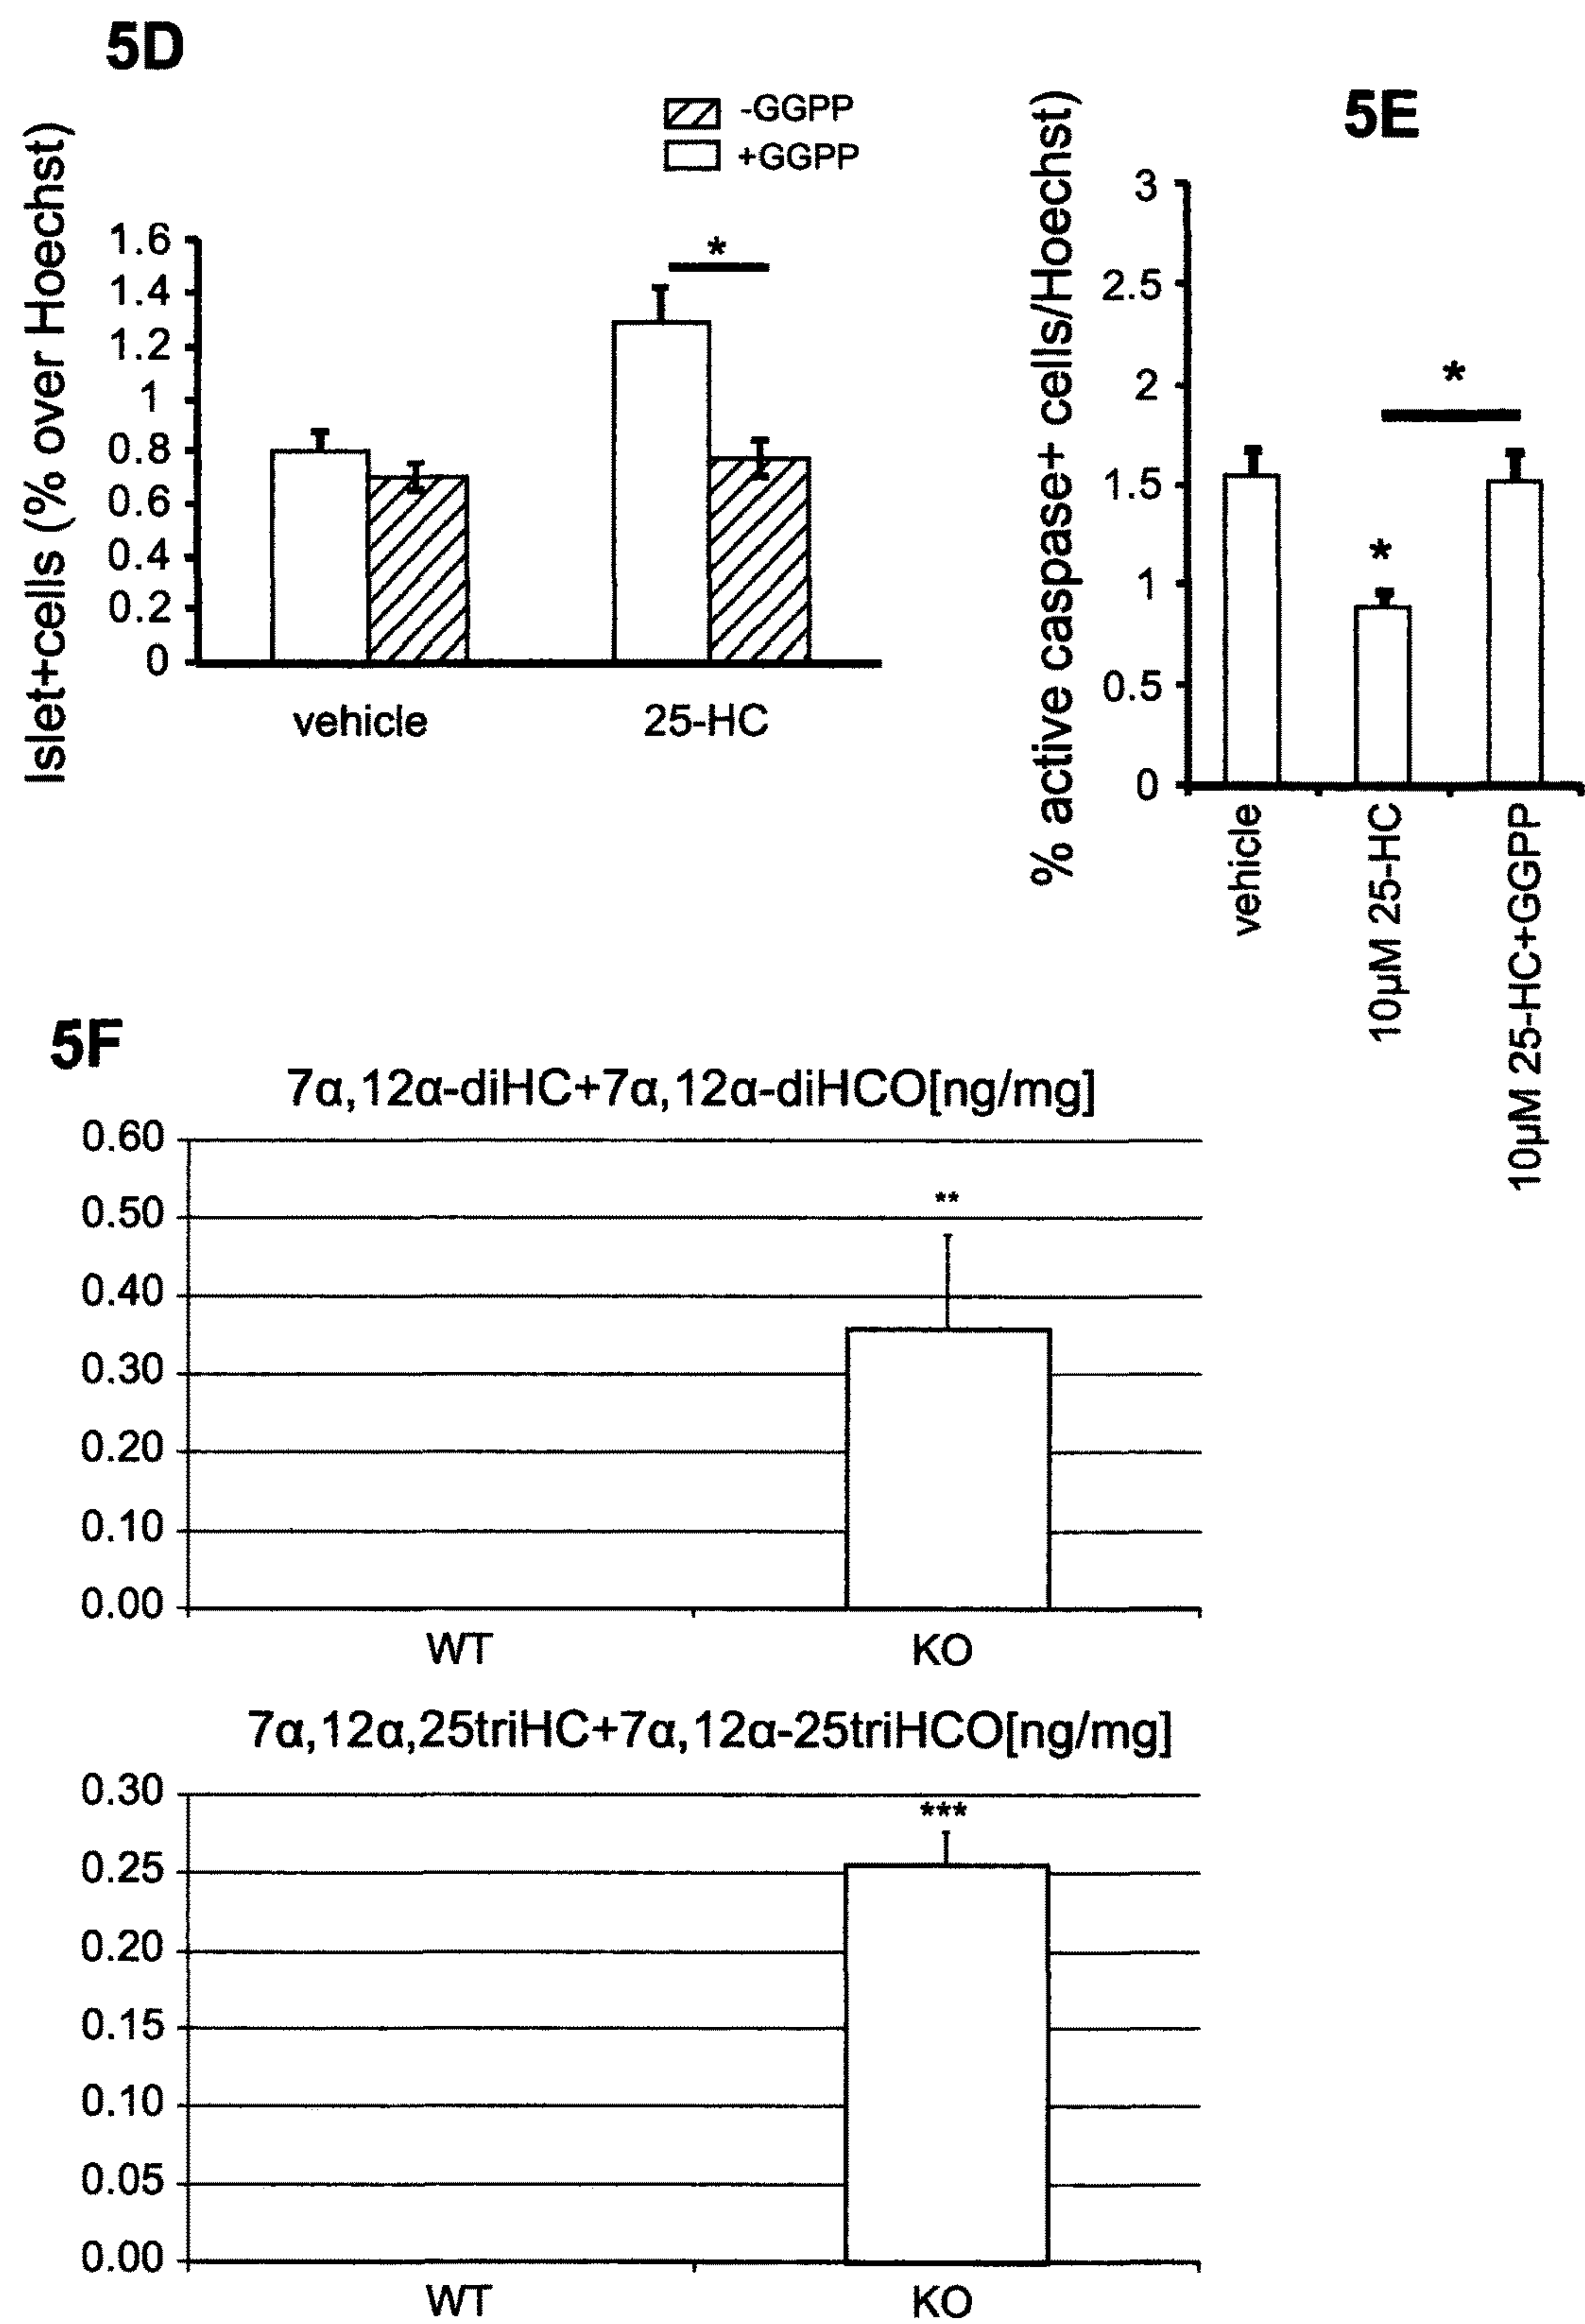 5D
-GGPP
+GGPP
Islet+cells (% over Hoechst)
1.6
1.4
1.2
1
0.8
0.6
0.4
0.2
0
*
vehicle
25-HC
5E
% active caspase+ cells/Hoechst)
3
2.5
2
1.5
1
0.5
0
*
*
vehicle
10µM 25-HC
10µM 25-HC+GGPP
5F
7α,12α-diHC+7α,12α-diHCO[ng/mg]
0.60
0.50
0.40
0.30
0.20
0.10
0.00
**
WT
KO
7α,12α,25triHC+7α,12α-25triHCO[ng/mg]
0.30
0.25
0.20
0.15
0.10
0.05
0.00
***
WT
KO